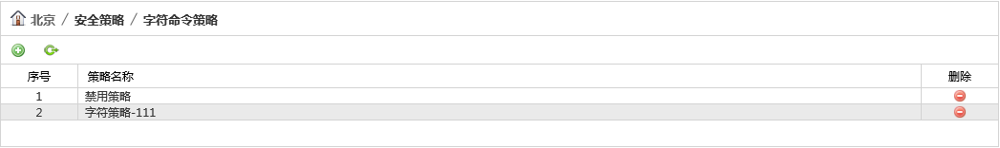 北京 / 安全策略 / 字符命令策略
序号 策略名称 删除
1 禁用策略
2 字符策略-111